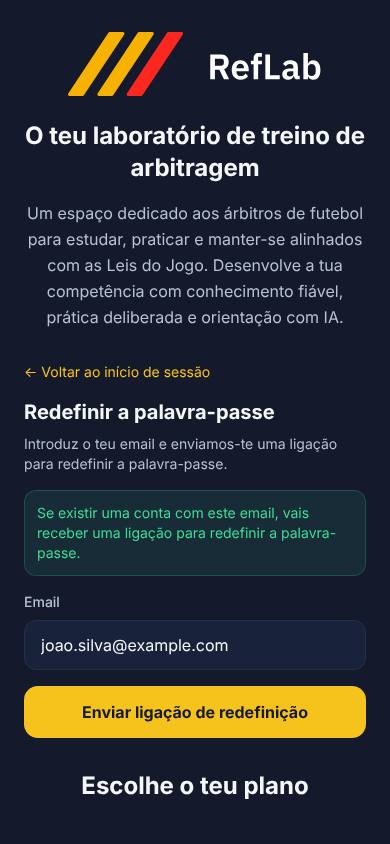 RefLab
O teu laboratório de treino de
arbitragem
Um espaço dedicado aos árbitros de futebol
para estudar, praticar e manter-se alinhados
com as Leis do Jogo. Desenvolve a tua
competência com conhecimento fiável,
prática deliberada e orientação com IA.
← Voltar ao início de sessão
Redefinir a palavra-passe
Introduz o teu email e enviamos-te uma ligação
para redefinir a palavra-passe.
Se existir uma conta com este email, vais
receber uma ligação para redefinir a palavra-
passe.
Email
joao.silva@example.com
Enviar ligação de redefinição
Escolhe o teu plano